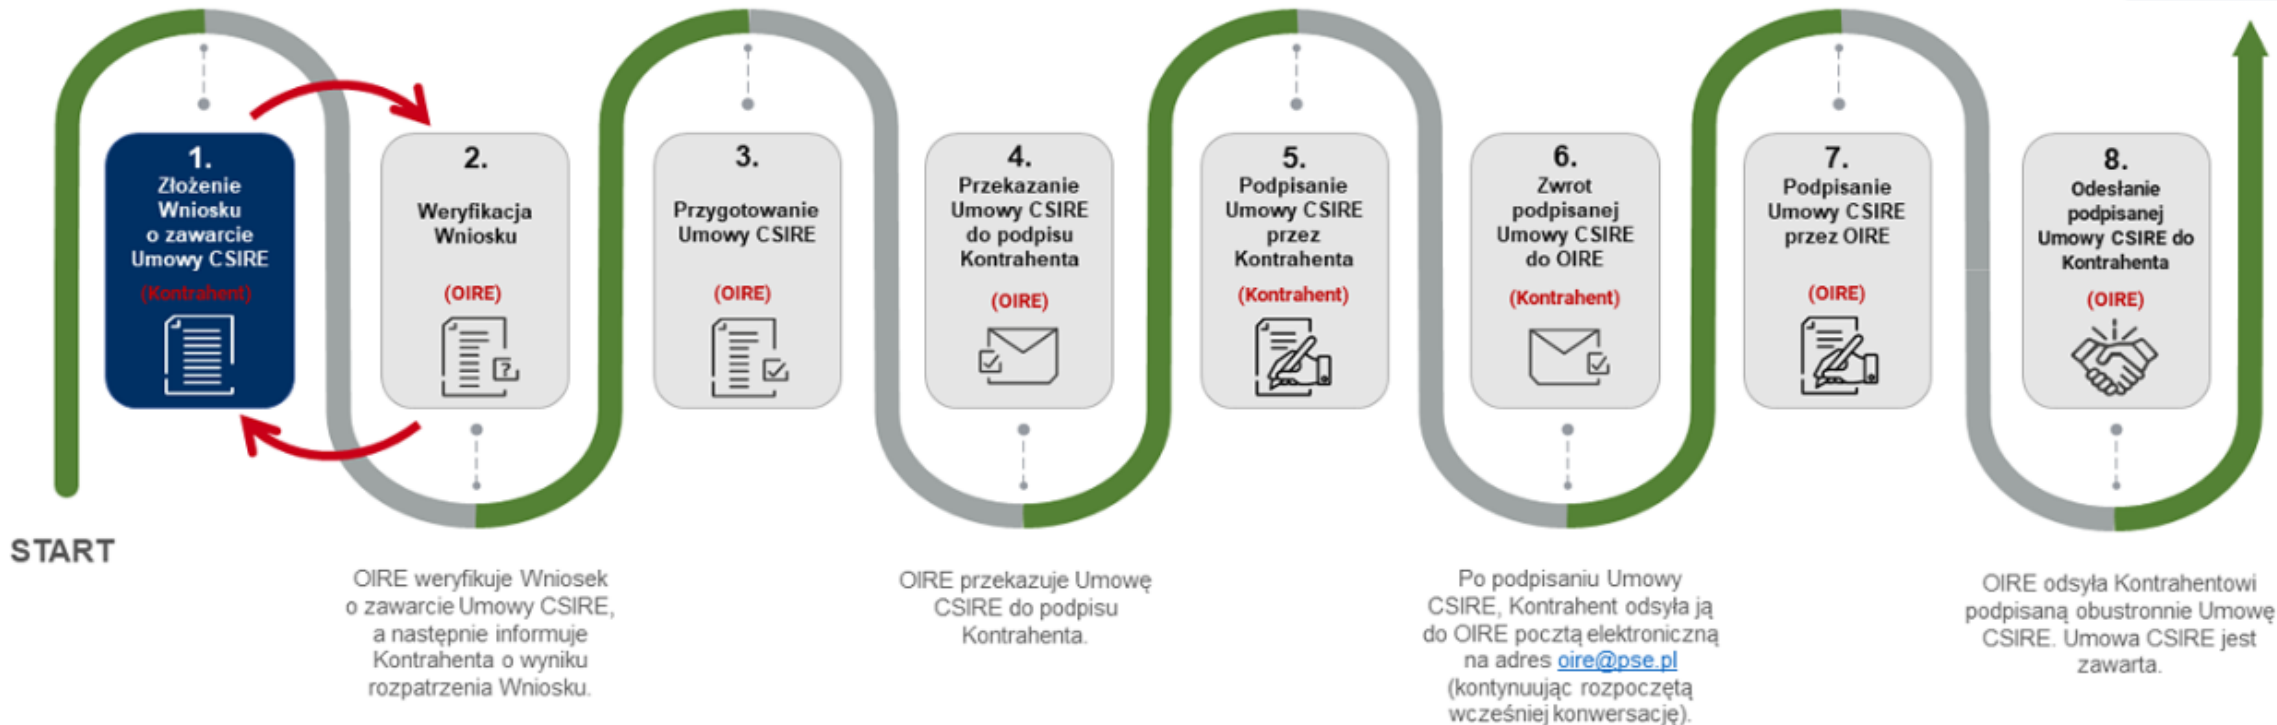 1.
Złożenie
Wniosku
o zawarcie
Umowy CSIRE
(Kontrahent)
2.
Weryfikacja
Wniosku
(OIRE)
?
3.
Przygotowanie
Umowy CSIRE
(OIRE)
4.
Przekazanie
Umowy CSIRE
do podpisu
Kontrahenta
(OIRE)
5.
Podpisanie
Umowy CSIRE
przez
Kontrahenta
(Kontrahent)
6.
Zwrot
podpisanej
Umowy CSIRE
do OIRE
(Kontrahent)
7.
Podpisanie
Umowy CSIRE
przez OIRE
(OIRE)
8.
Odesłanie
podpisanej
Umowy CSIRE do
Kontrahenta
(OIRE)
START
OIRE weryfikuje Wniosek
o zawarcie Umowy CSIRE,
a następnie informuje
Kontrahenta o wyniku
rozpatrzenia Wniosku.
OIRE przekazuje Umowę
CSIRE do podpisu
Kontrahenta.
Po podpisaniu Umowy
CSIRE, Kontrahent odsyła ją
do OIRE pocztą elektroniczną
na adres oire@pse.pl
(kontynuując rozpoczętą
wcześniej konwersację).
OIRE odsyła Kontrahentowi
podpisaną obustronnie Umowę
CSIRE. Umowa CSIRE jest
zawarta.